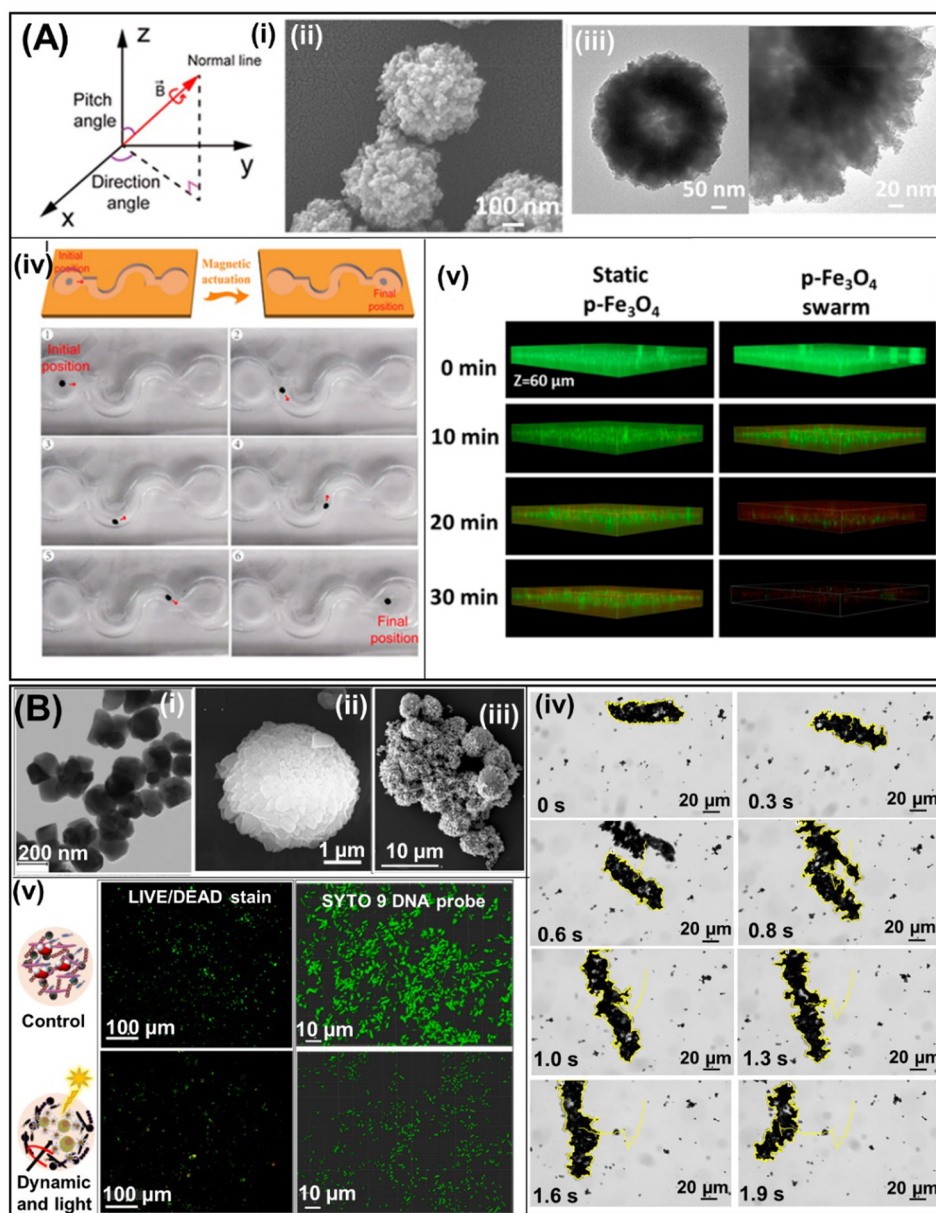 (A)
(i)
z
Normal line
B
Pitch
angle
y
Direction
angle
x
(ii)
100 nm
(iii)
50 nm
20 nm
(iv)
Initial
position
Magnetic
actuation
Final
position
1
Initial
position
2
3
4
5
6
Final
position
(v)
Static
p-Fe₃O₄
p-Fe₃O₄
swarm
0 min
Z=60 µm
10 min
20 min
30 min
(B)
(i)
200 nm
(ii)
1 µm
(iii)
10 µm
(iv)
0 s
20 µm
0.3 s
20 µm
0.6 s
20 µm
0.8 s
20 µm
1.0 s
20 µm
1.3 s
20 µm
1.6 s
20 µm
1.9 s
20 µm
(v)
LIVE/DEAD stain
SYTO 9 DNA probe
Control
100 µm
10 µm
Dynamic
and light
100 µm
10 µm